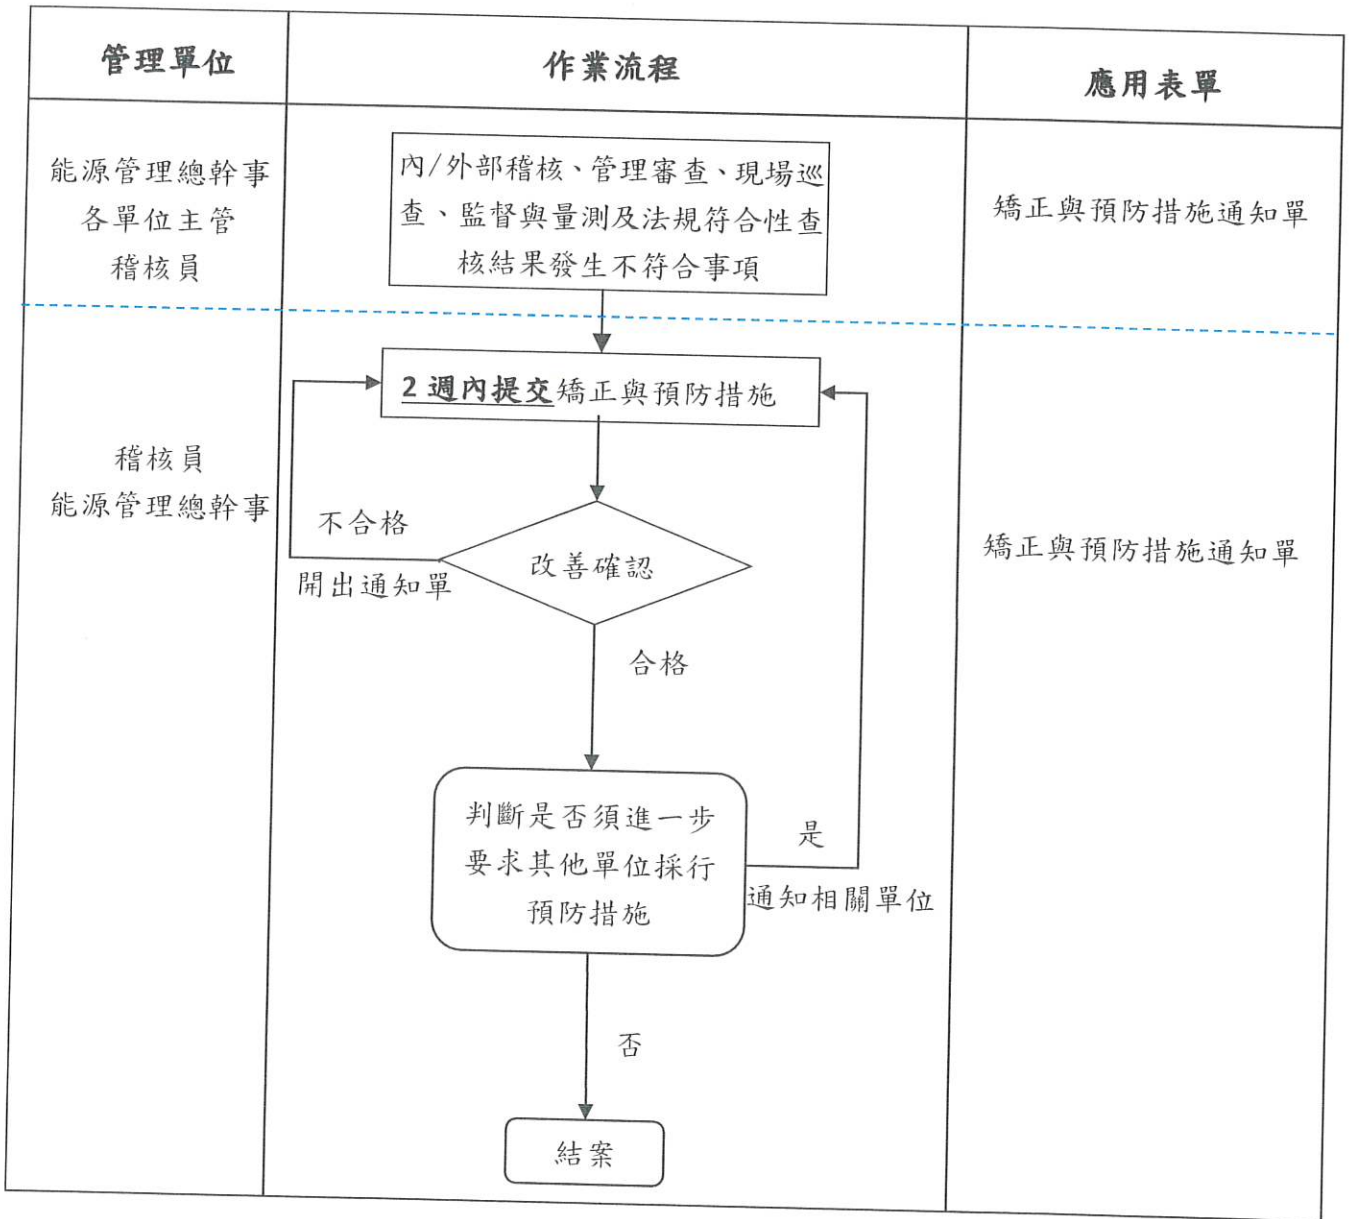 管理單位
作業流程
應用表單
能源管理總幹事
各單位主管
稽核員
內/外部稽核、管理審查、現場巡
查、監督與量測及法規符合性查
核結果發生不符合事項
矯正與預防措施通知單
2 週內提交矯正與預防措施
稽核員
能源管理總幹事
不合格
開出通知單
改善確認
矯正與預防措施通知單
合格
判斷是否須進一步
要求其他單位採行
預防措施
是
通知相關單位
否
結案